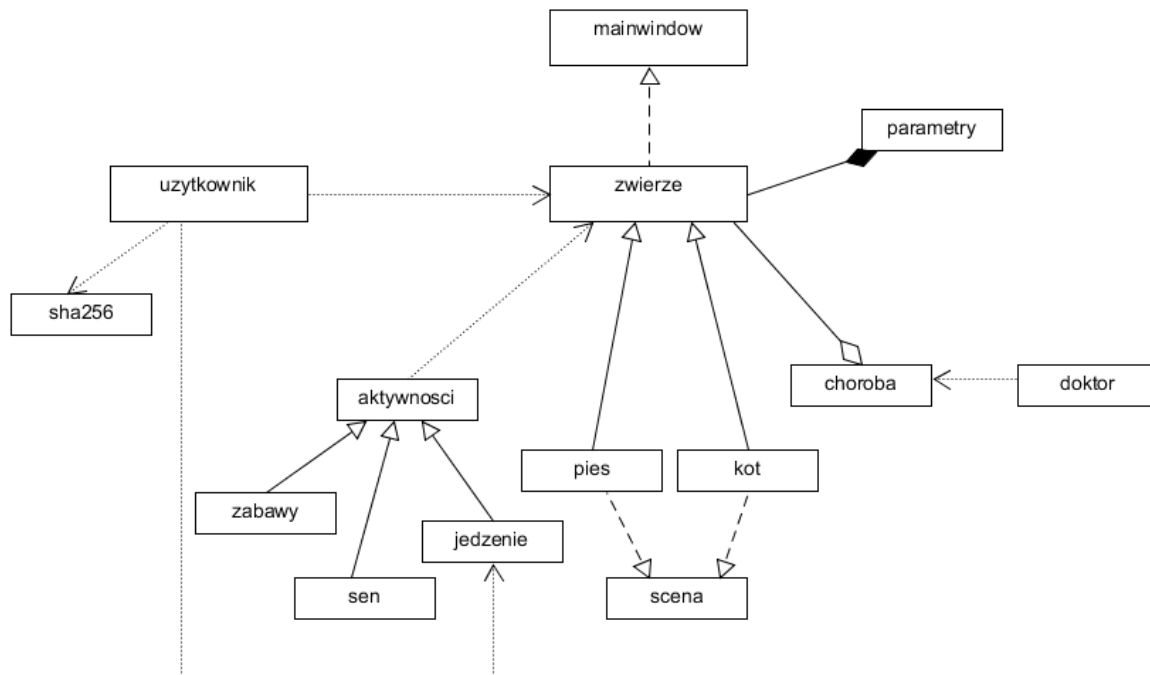 mainwindow
parametry
uzytkownik
zwierze
sha256
choroba
doktor
aktywnosci
pies
kot
zabawy
jedzenie
sen
scena